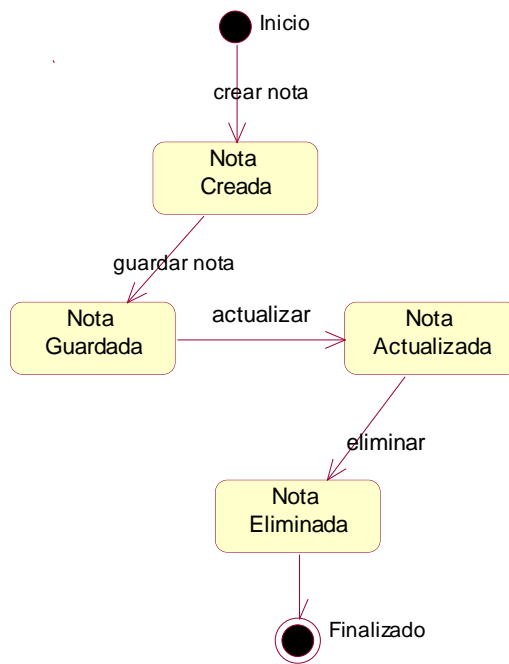 Inicio
crear nota
Nota
Creada
guardar nota
Nota
Guardada
actualizar
Nota
Actualizada
eliminar
Nota
Eliminada
Finalizado